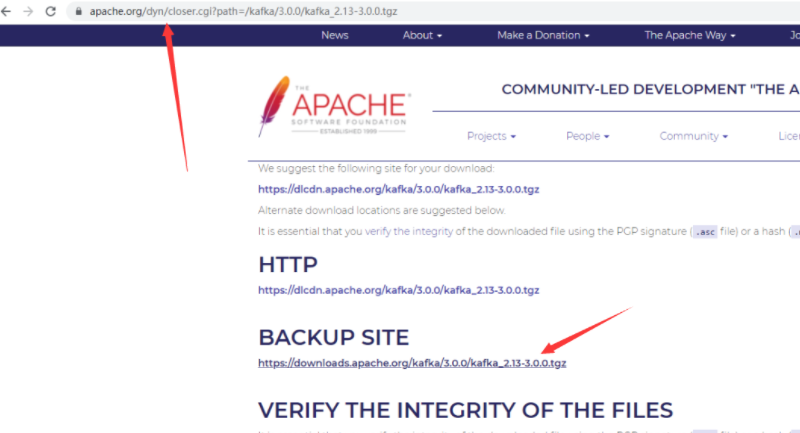 apache.org/dyn/closer.cgi?path=/kafka/3.0.0/kafka_2.13-3.0.0.tgz
News About Make a Donation The Apache Way
THE
APACHE
SOFTWARE FOUNDATION
ESTABLISHED 1999
COMMUNITY-LED DEVELOPMENT "THE A
Projects People Community
We suggest the following site for your download:
https://dlcdn.apache.org/kafka/3.0.0/kafka_2.13-3.0.0.tgz
Alternate download locations are suggested below.
It is essential that you verify the integrity of the downloaded file using the PGP signature ( .asc file) or a hash (
HTTP
https://dlcdn.apache.org/kafka/3.0.0/kafka_2.13-3.0.0.tgz
BACKUP SITE
https://downloads.apache.org/kafka/3.0.0/kafka_2.13-3.0.0.tgz
VERIFY THE INTEGRITY OF THE FILES